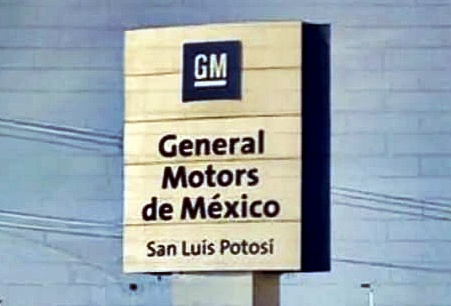 GM
General
Motors
de México
San Luis Potosí